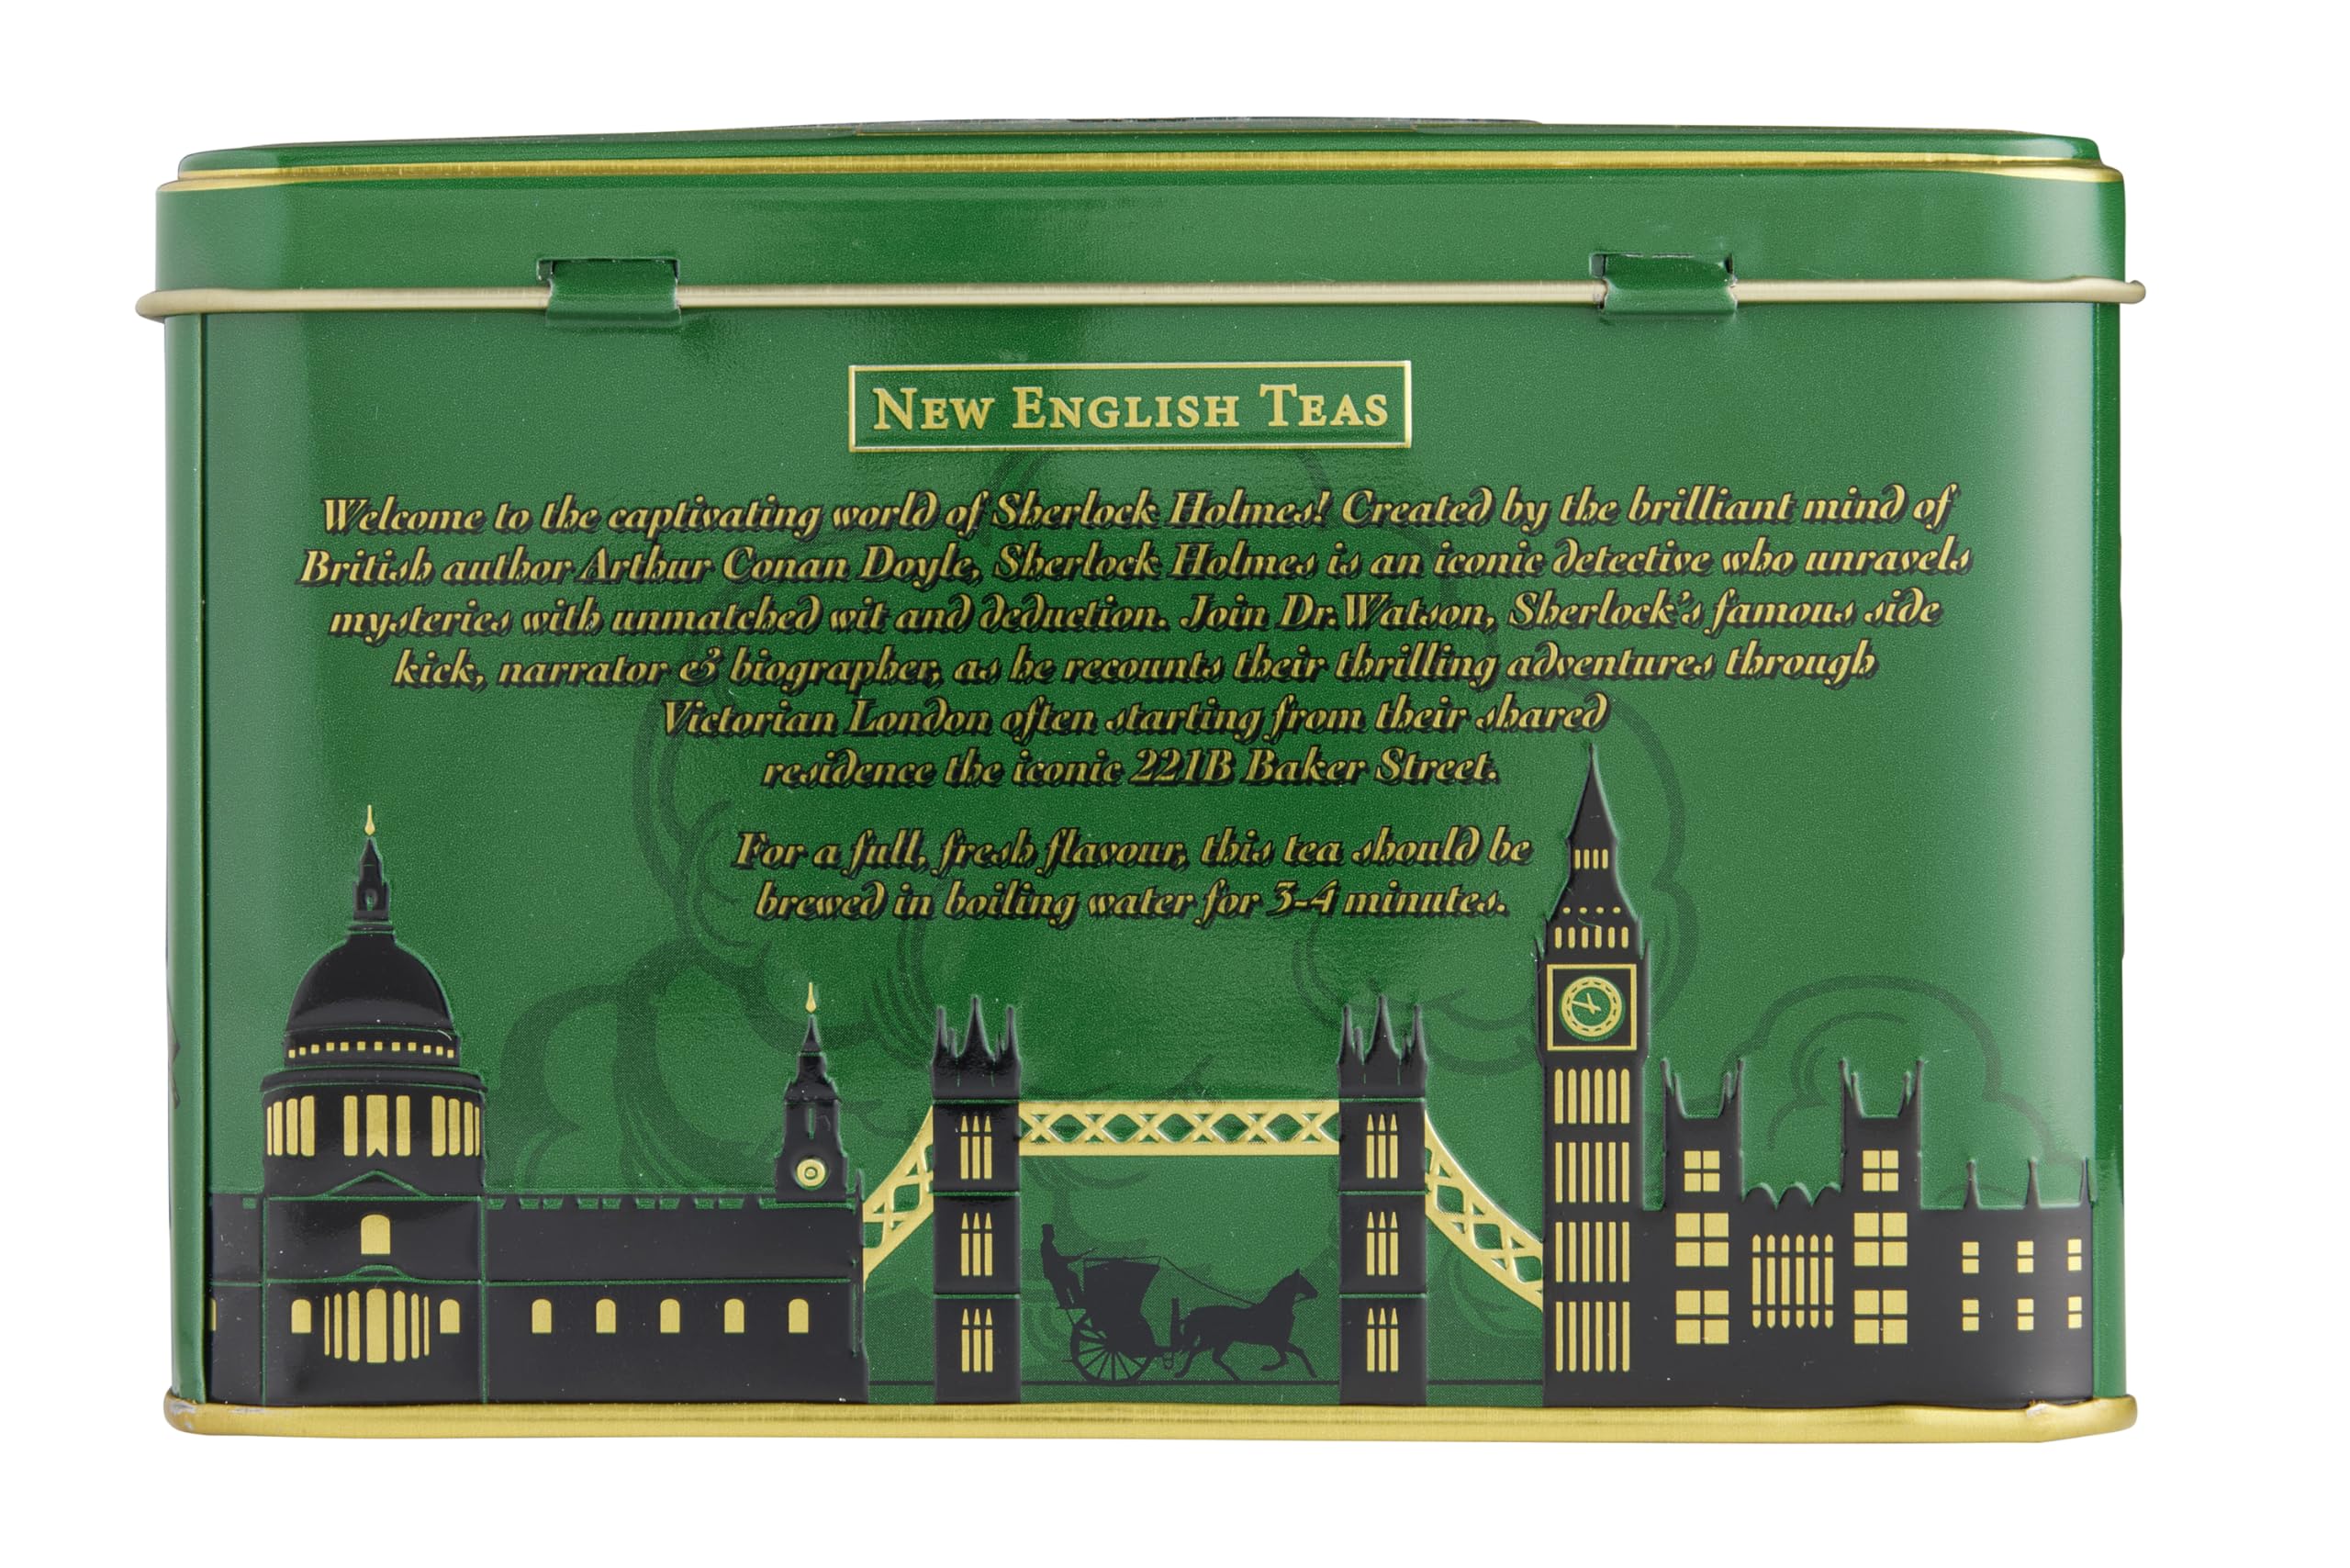 New English Teas
Welcome to the captivating world of Sherlock Holmes! Created by the brilliant mind of
British author Arthur Conan Doyle, Sherlock Holmes is an iconic detective who unravels
mysteries with unmatched wit and deduction. Join Dr.Watson, Sherlock's famous side
kick, narrator & biographer, as he recounts their thrilling adventures through
Victorian London often starting from their shared
residence the iconic 221B Baker Street.
For a full, fresh flavour, this tea should be
brewed in boiling water for 3-4 minutes.